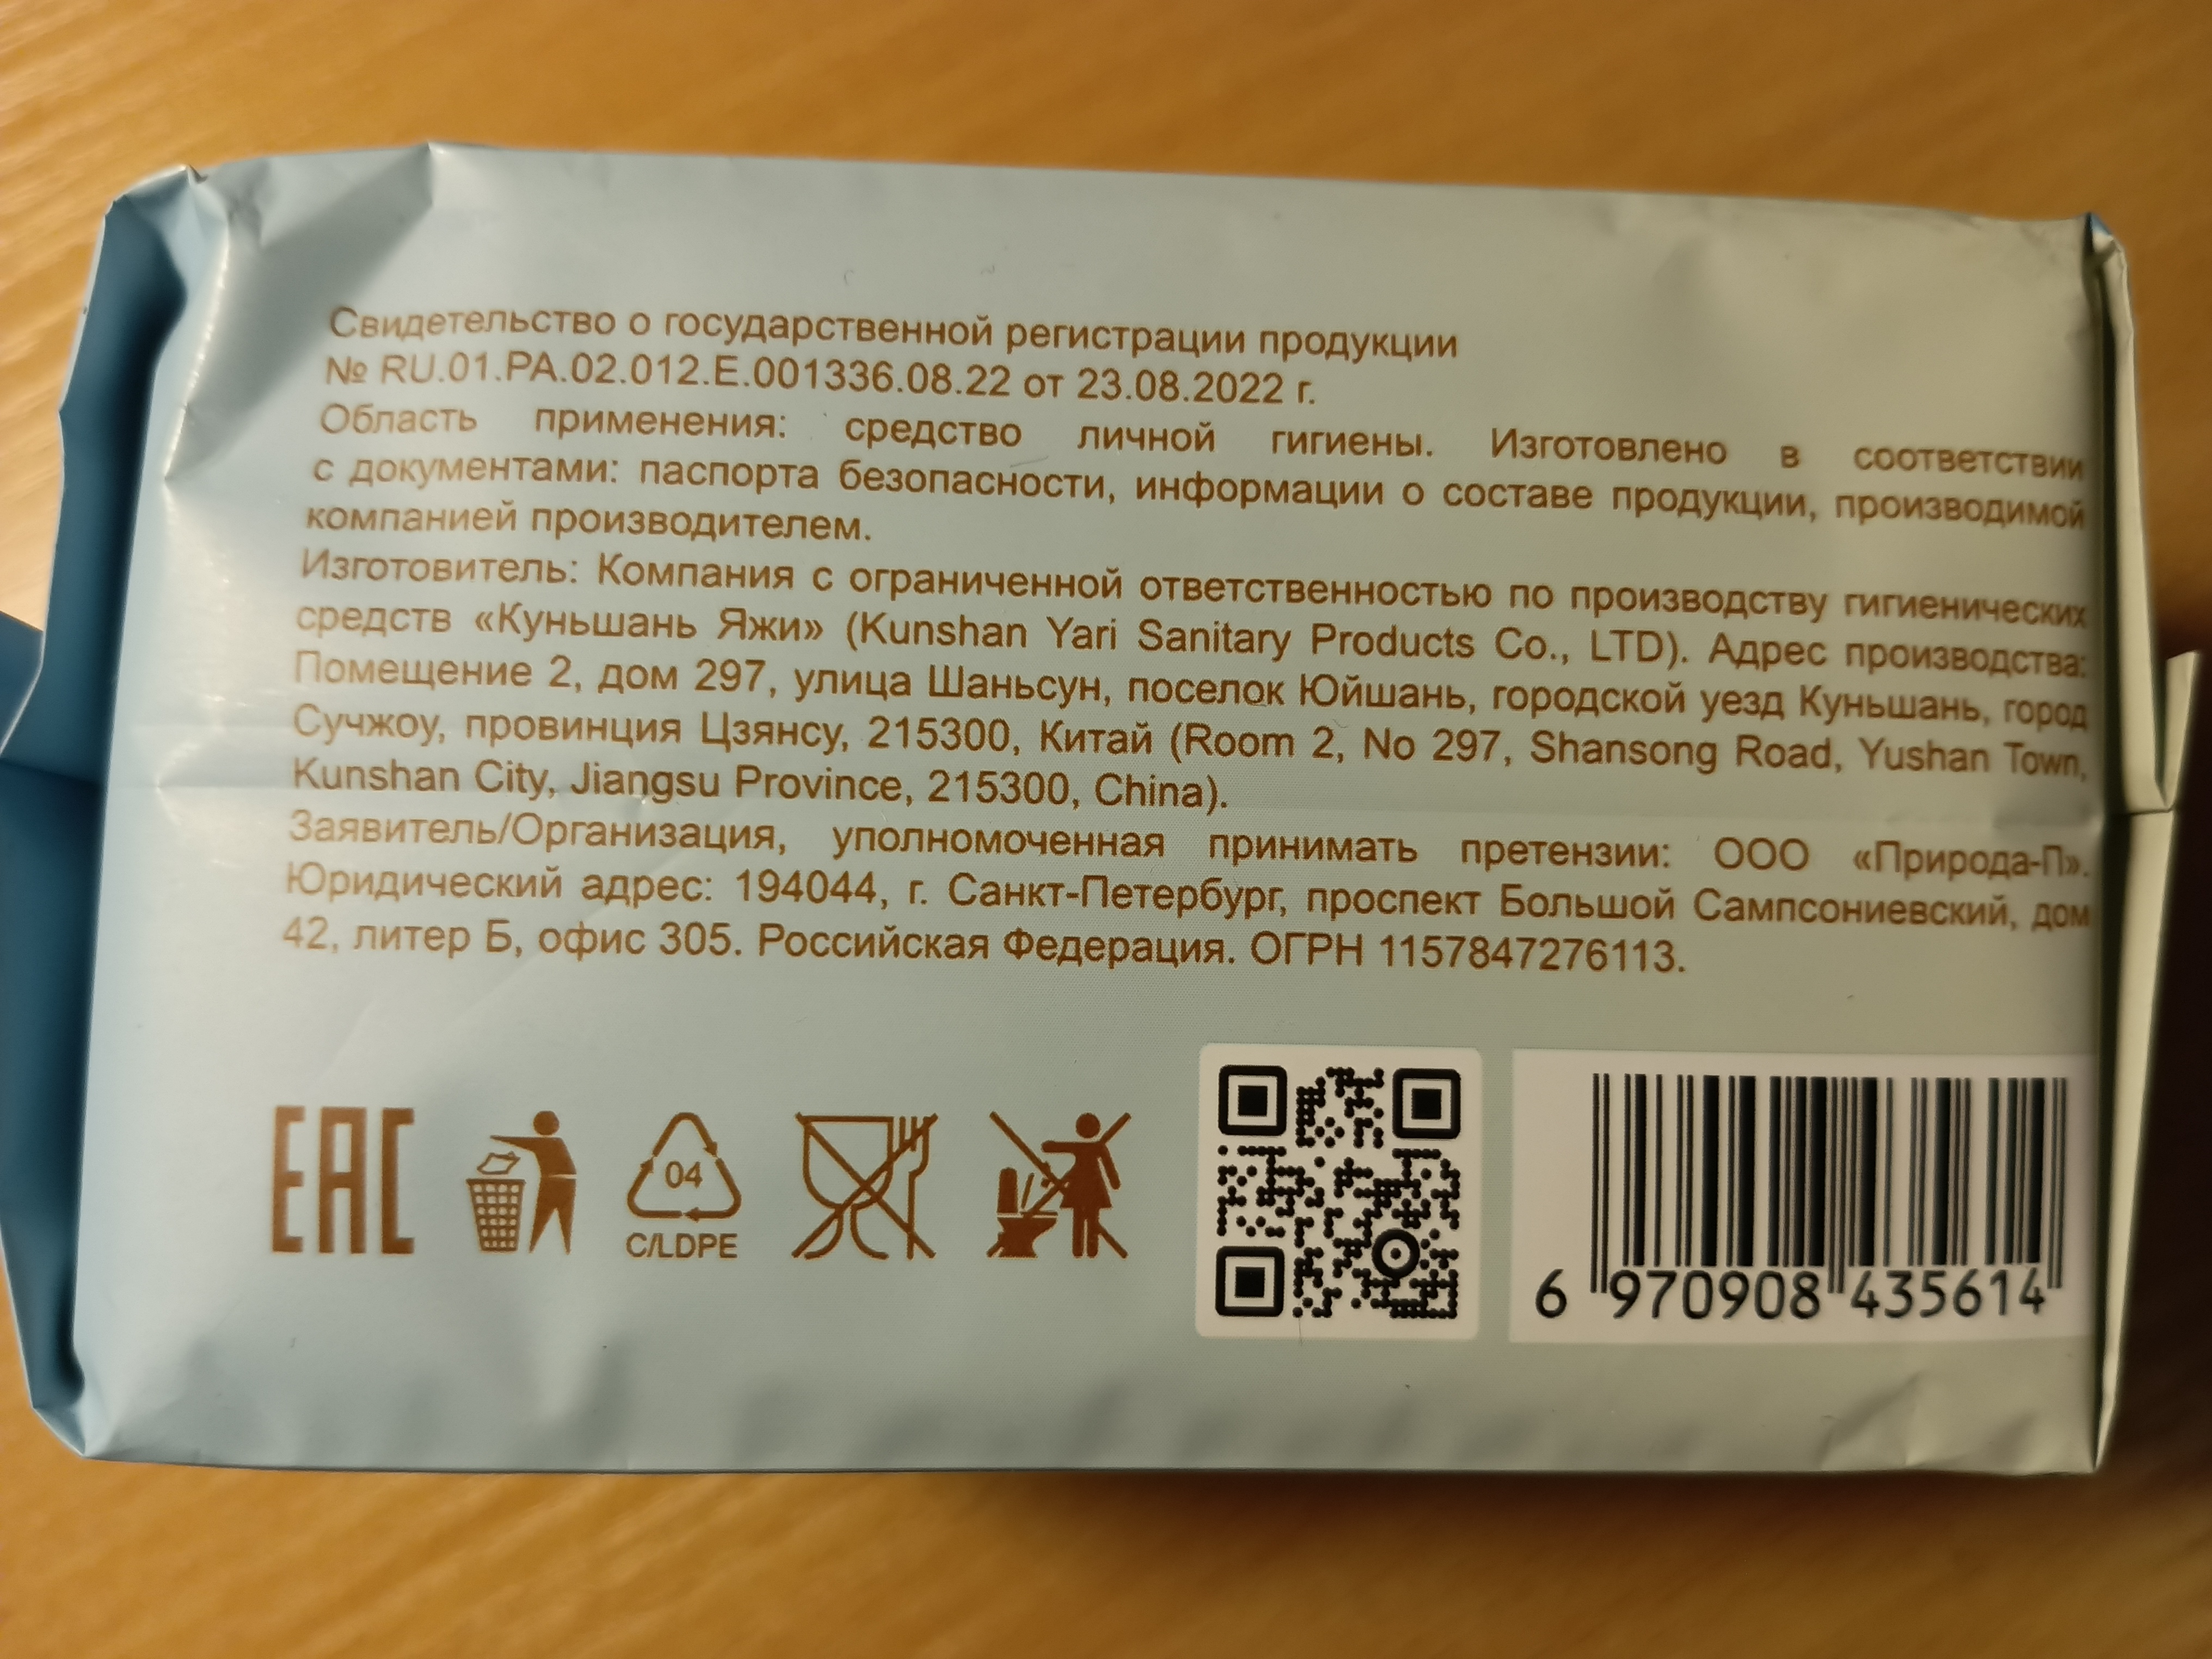 Свидетельство о государственной регистрации продукции
№ RU.01.РА.02.012.Е.001336.08.22 от 23.08.2022 г.
Область применения: средство личной гигиены. Изготовлено в соответствии
с документами: паспорта безопасности, информации о составе продукции, производимой
компанией производителем.
Изготовитель: Компания с ограниченной ответственностью по производству гигиенических
средств «Куньшань Яжи» (Kunshan Yari Sanitary Products Co., LTD). Адрес производства:
Помещение 2, дом 297, улица Шаньсун, поселок Юйшань, городской уезд Куньшань, город
Сучжоу, провинция Цзянсу, 215300, Китай (Room 2, No 297, Shansong Road, Yushan Town,
Kunshan City, Jiangsu Province, 215300, China).
Заявитель/Организация, уполномоченная принимать претензии: ООО «Природа-П».
Юридический адрес: 194044, г. Санкт-Петербург, проспект Большой Сампсониевский, дом
42, литер Б, офис 305. Российская Федерация. ОГРН 1157847276113.
EAC
04
C/LDPE
6 970908 435614